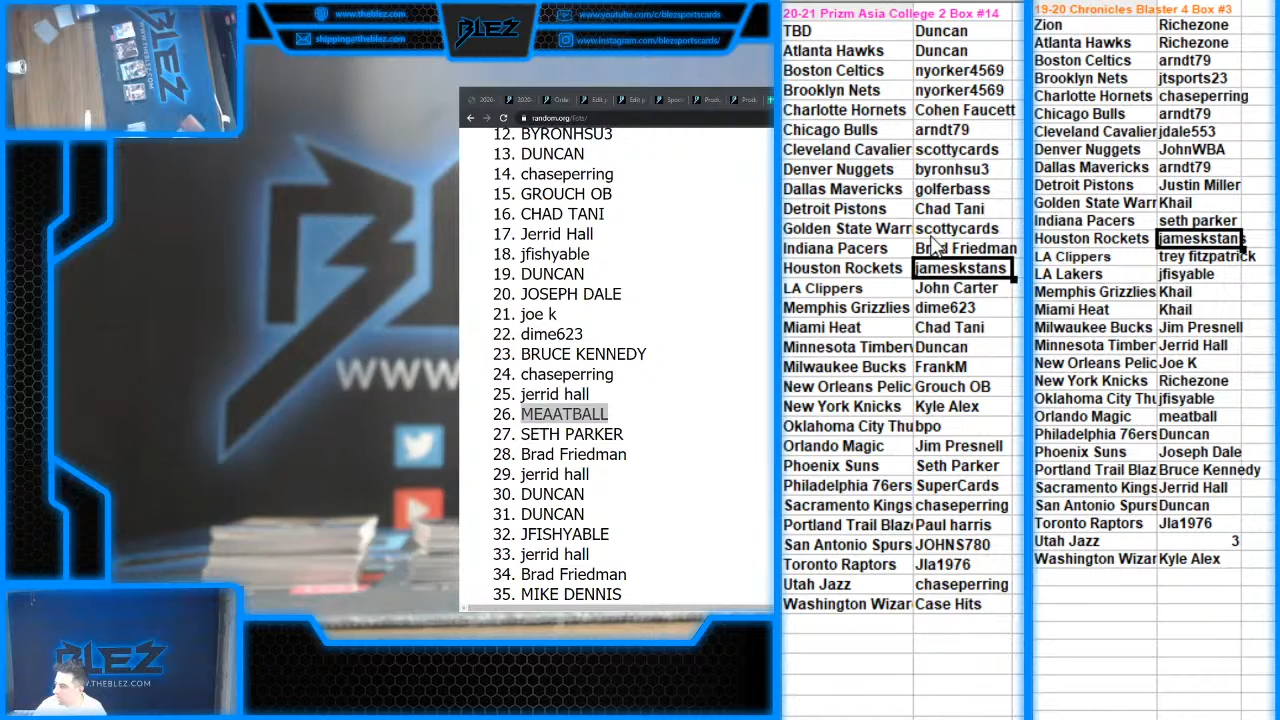 www.theblez.com
shipping@theblez.com
BLEZ
www.youtube.com/c/blezsportscards/
www.instagram.com/blezsportscards/
random.org/lists/
12. BYRONHSU3
13. DUNCAN
14. chaseperring
15. GROUCH OB
16. CHAD TANI
17. Jerrid Hall
18. jfishyable
19. DUNCAN
20. JOSEPH DALE
21. joe k
22. dime623
23. BRUCE KENNEDY
24. chaseperring
25. jerrid hall
26. MEAATBALL
27. SETH PARKER
28. Brad Friedman
29. jerrid hall
30. DUNCAN
31. DUNCAN
32. JFISHYABLE
33. jerrid hall
34. Brad Friedman
35. MIKE DENNIS
www
BLEZ
WWW.THEBLEZ.COM
20-21 Prizm Asia College 2 Box #14
TBD Duncan
Atlanta Hawks Duncan
Boston Celtics nyorker4569
Brooklyn Nets nyorker4569
Charlotte Hornets Cohen Faucett
Chicago Bulls arndt79
Cleveland Cavalier scottycards
Denver Nuggets byronhsu3
Dallas Mavericks golferbass
Detroit Pistons Chad Tani
Golden State Warr scottycards
Indiana Pacers Brad Friedman
Houston Rockets jameskstans
LA Clippers John Carter
Memphis Grizzlies dime623
Miami Heat Chad Tani
Minnesota Timberv Duncan
Milwaukee Bucks FrankM
New Orleans Pelic Grouch OB
New York Knicks Kyle Alex
Oklahoma City Thu bpo
Orlando Magic Jim Presnell
Phoenix Suns Seth Parker
Philadelphia 76ers SuperCards
Sacramento Kings chaseperring
Portland Trail Blaze Paul harris
San Antonio Spurs JOHNS780
Toronto Raptors Jla1976
Utah Jazz chaseperring
Washington Wizar Case Hits
19-20 Chronicles Blaster 4 Box #3
Zion Richezone
Atlanta Hawks Richezone
Boston Celtics arndt79
Brooklyn Nets jtsports23
Charlotte Hornets chaseperring
Chicago Bulls arndt79
Cleveland Cavalier jdale553
Denver Nuggets JohnWBA
Dallas Mavericks arndt79
Detroit Pistons Justin Miller
Golden State Warr Khail
Indiana Pacers seth parker
Houston Rockets jameskstans
LA Clippers trey fitzpatrick
LA Lakers jfisyable
Memphis Grizzlies Khail
Miami Heat Khail
Milwaukee Bucks Jim Presnell
Minnesota Timber Jerrid Hall
New Orleans Pelic Joe K
New York Knicks Richezone
Oklahoma City Thu jfisyable
Orlando Magic meatball
Philadelphia 76ers Duncan
Phoenix Suns Joseph Dale
Portland Trail Blaz Bruce Kennedy
Sacramento Kings Jerrid Hall
San Antonio Spurs Duncan
Toronto Raptors Jla1976
Utah Jazz 3
Washington Wizar Kyle Alex